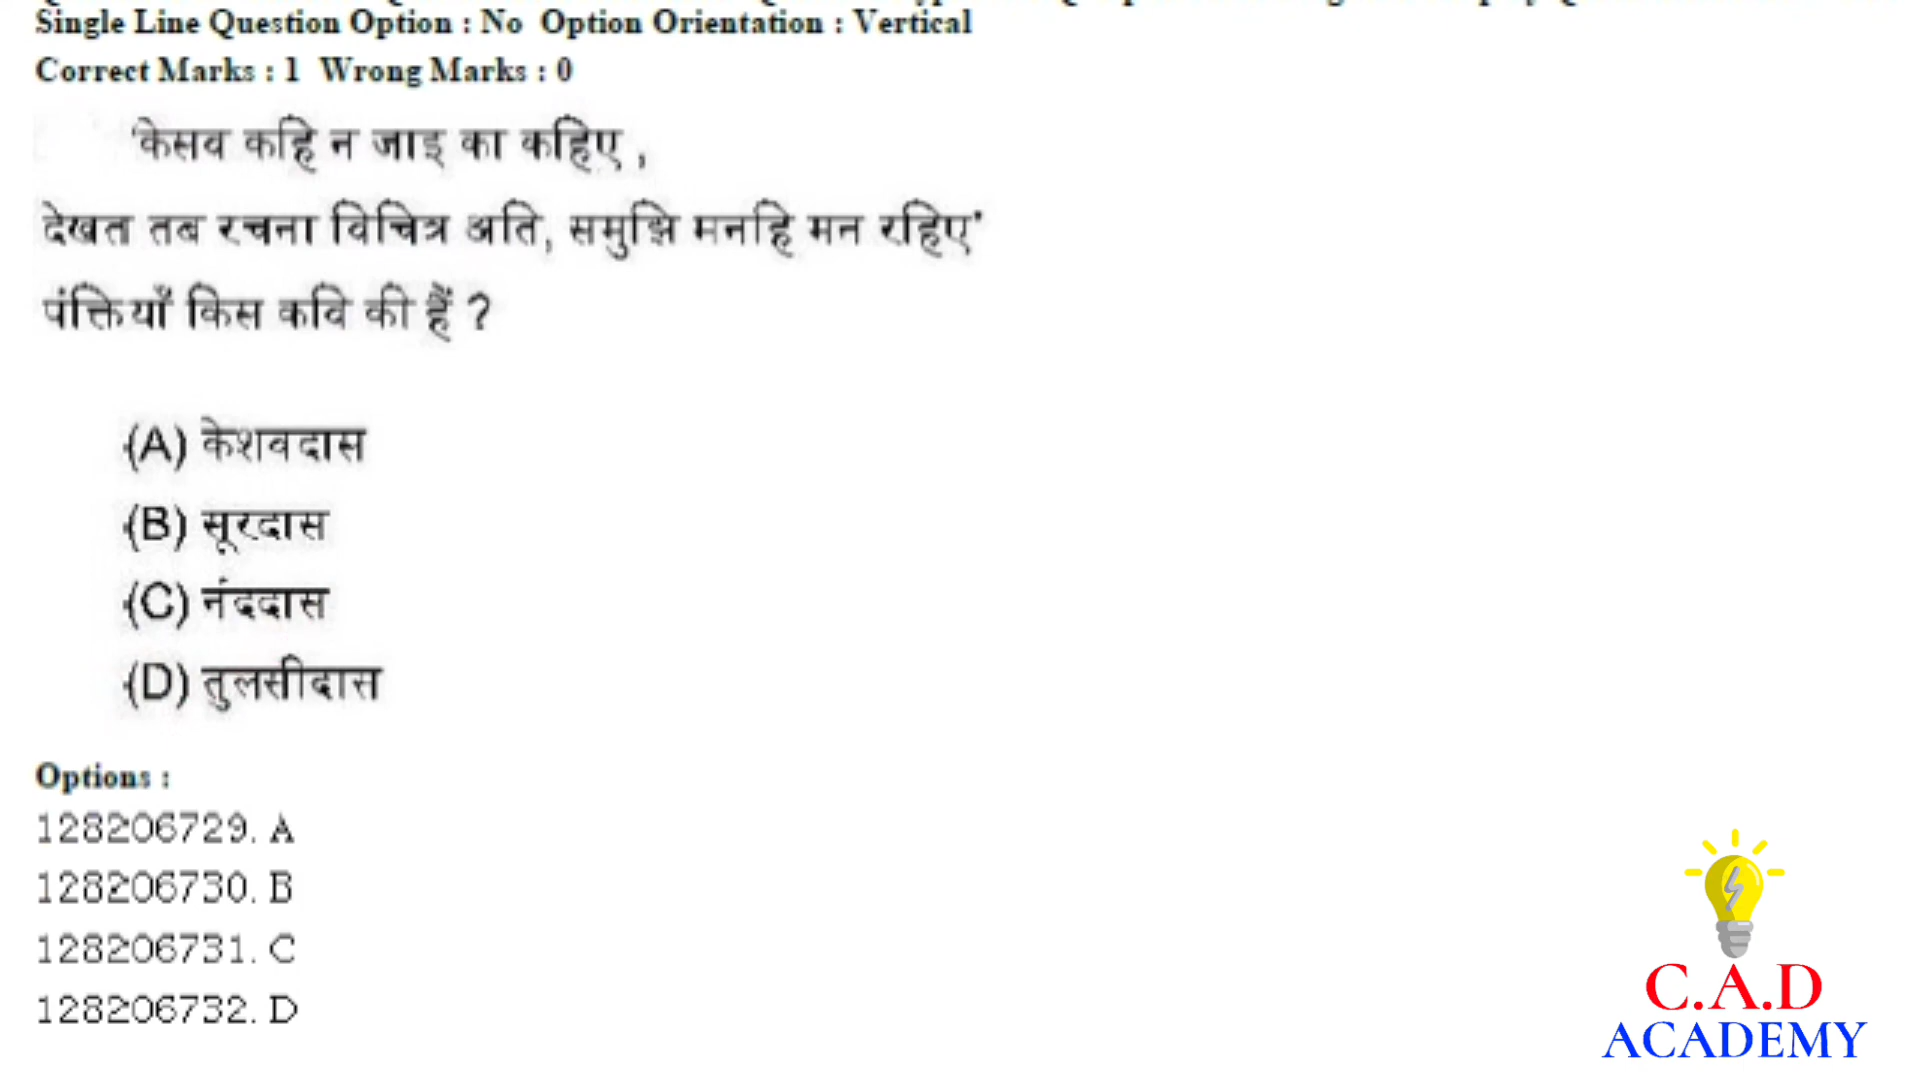 Single Line Question Option : No Option Orientation : Vertical
Correct Marks : 1 Wrong Marks : 0
'केसव कहि न जाइ का कहिए ,
देखत तब रचना विचित्र अति, समुझि मनहि मन रहिए'
पंक्तियाँ किस कवि की हैं ?
(A) केशवदास
(B) सूरदास
(C) नंददास
(D) तुलसीदास
Options :
128206729. A
128206730. B
128206731. C
128206732. D
C.A.D
ACADEMY